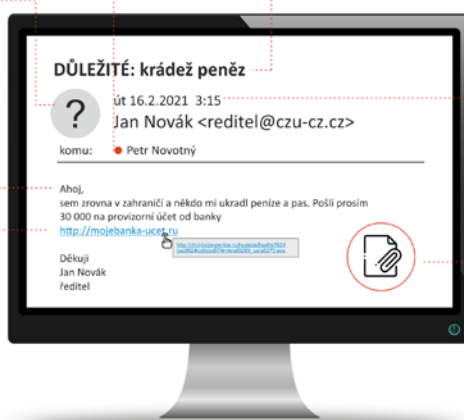 DŮLEŽITÉ: krádež peněz
?
út 16.2.2021 3:15
Jan Novák <reditel@czu-cz.cz>
komu: Petr Novotný
Ahoj,
sem zrovna v zahraničí a někdo mi ukradl peníze a pas. Pošli prosím
30 000 na provizorní účet od banky
http://mojebanka-ucet.ru
Děkuji
Jan Novák
ředitel